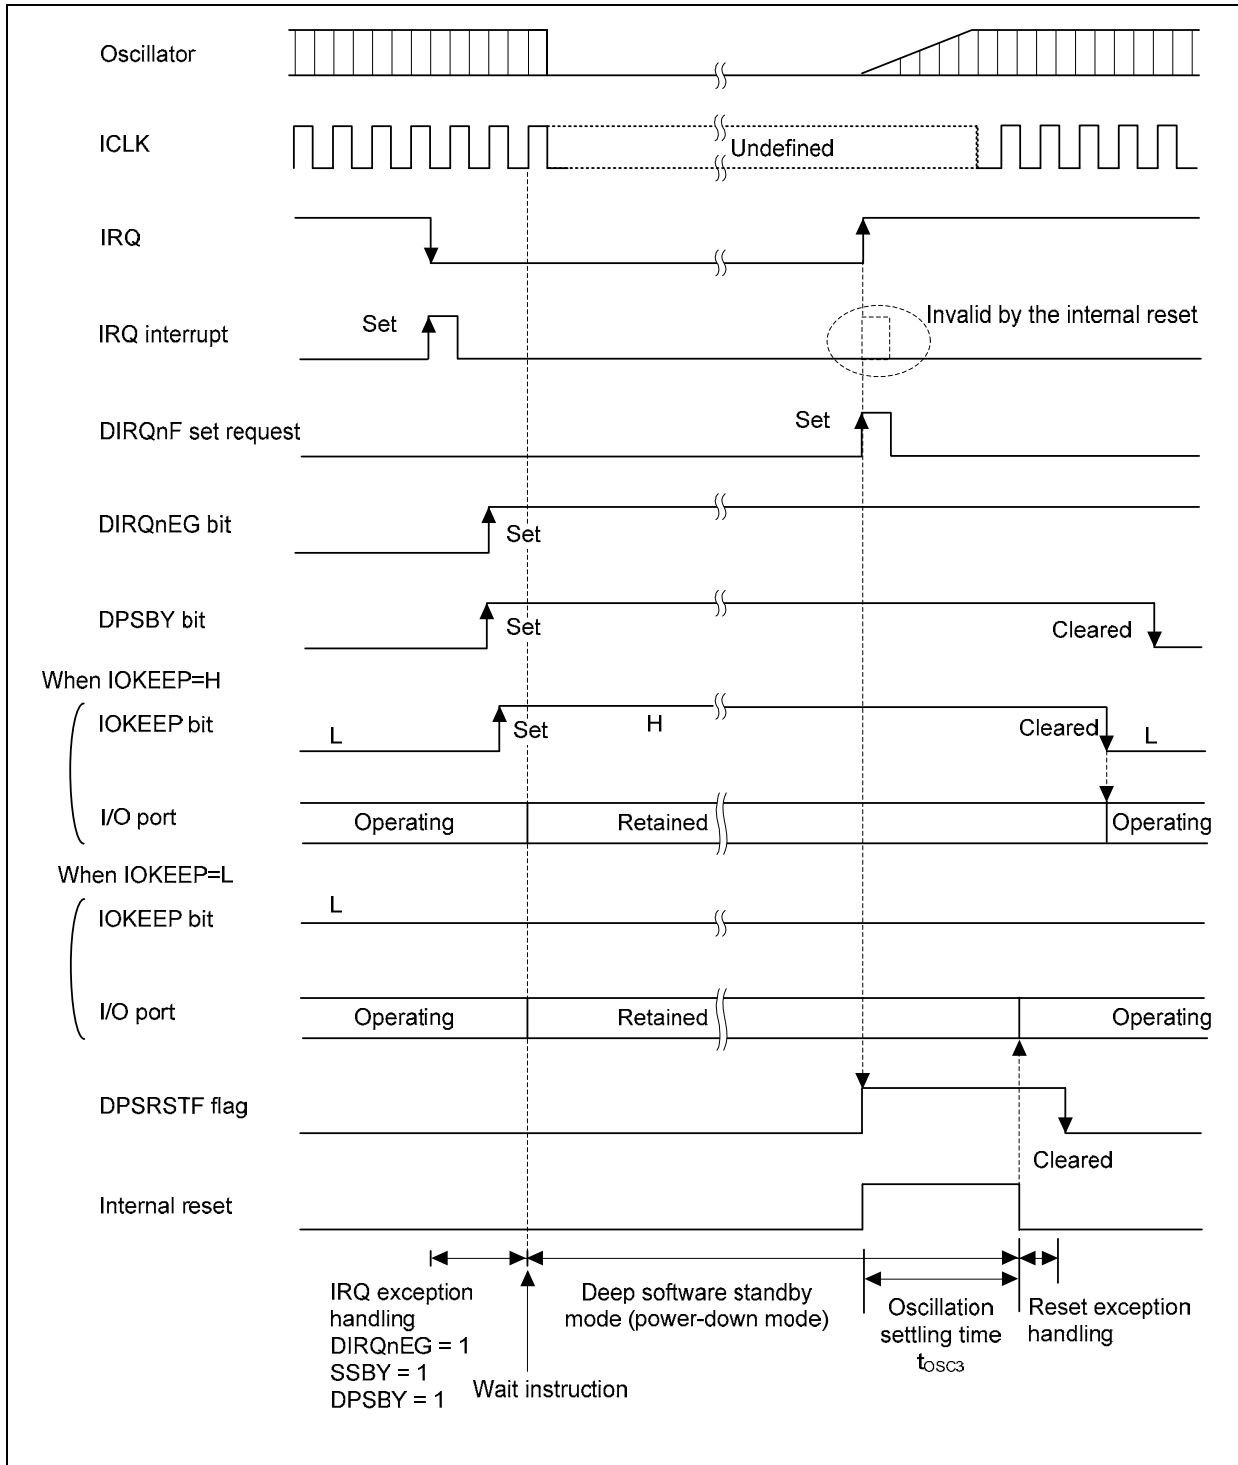 Oscillator
ICLK
Undefined
IRQ
IRQ interrupt
Set
Invalid by the internal reset
DIRQnF set request
Set
DIRQnEG bit
Set
DPSBY bit
Set
Cleared
When IOKEEP=H
IOKEEP bit
L
Set
H
Cleared
L
I/O port
Operating
Retained
Operating
When IOKEEP=L
IOKEEP bit
L
I/O port
Operating
Retained
Operating
DPSRSTF flag
Cleared
Internal reset
IRQ exception
handling
DIRQnEG = 1
SSBY = 1
DPSBY = 1
Wait instruction
Deep software standby
mode (power-down mode)
Oscillation
settling time
tOSC3
Reset exception
handling